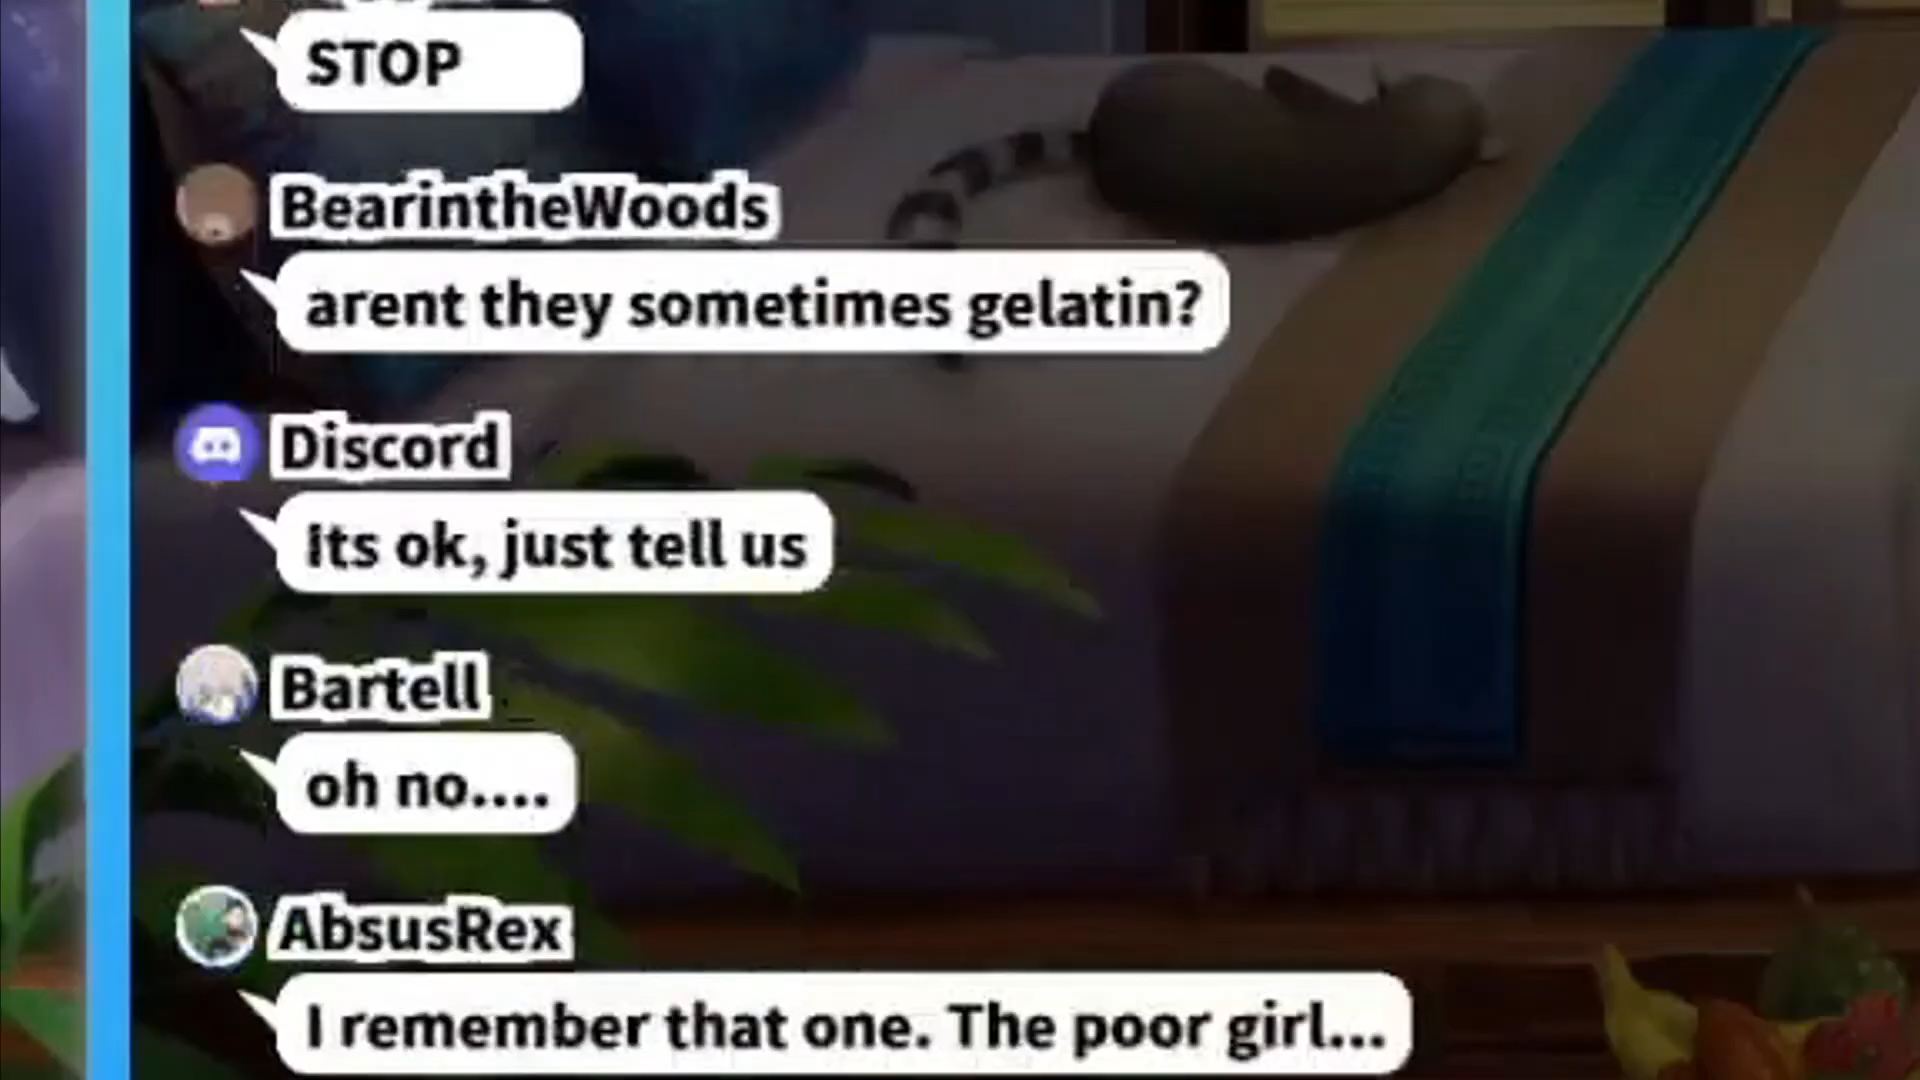 STOP
BearintheWoods
arent they sometimes gelatin?
Discord
Its ok, just tell us
Bartell
oh no....
AbsusRex
I remember that one. The poor girl...